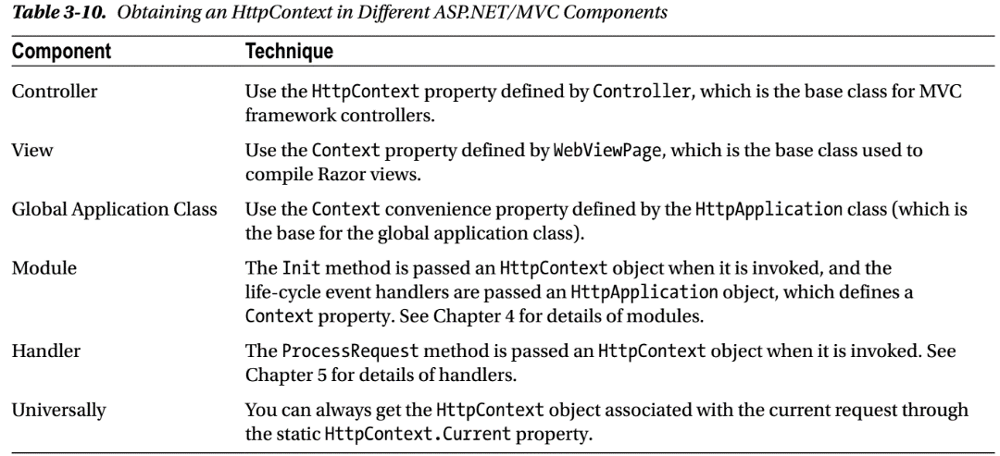 Table 3-10. Obtaining an HttpContext in Different ASP.NET/MVC Components
Component Technique
Controller Use the HttpContext property defined by Controller, which is the base class for MVC
framework controllers.
View Use the Context property defined by WebViewPage, which is the base class used to
compile Razor views.
Global Application Class Use the Context convenience property defined by the HttpApplication class (which is
the base for the global application class).
Module The Init method is passed an HttpContext object when it is invoked, and the
life-cycle event handlers are passed an HttpApplication object, which defines a
Context property. See Chapter 4 for details of modules.
Handler The ProcessRequest method is passed an HttpContext object when it is invoked. See
Chapter 5 for details of handlers.
Universally You can always get the HttpContext object associated with the current request through
the static HttpContext.Current property.